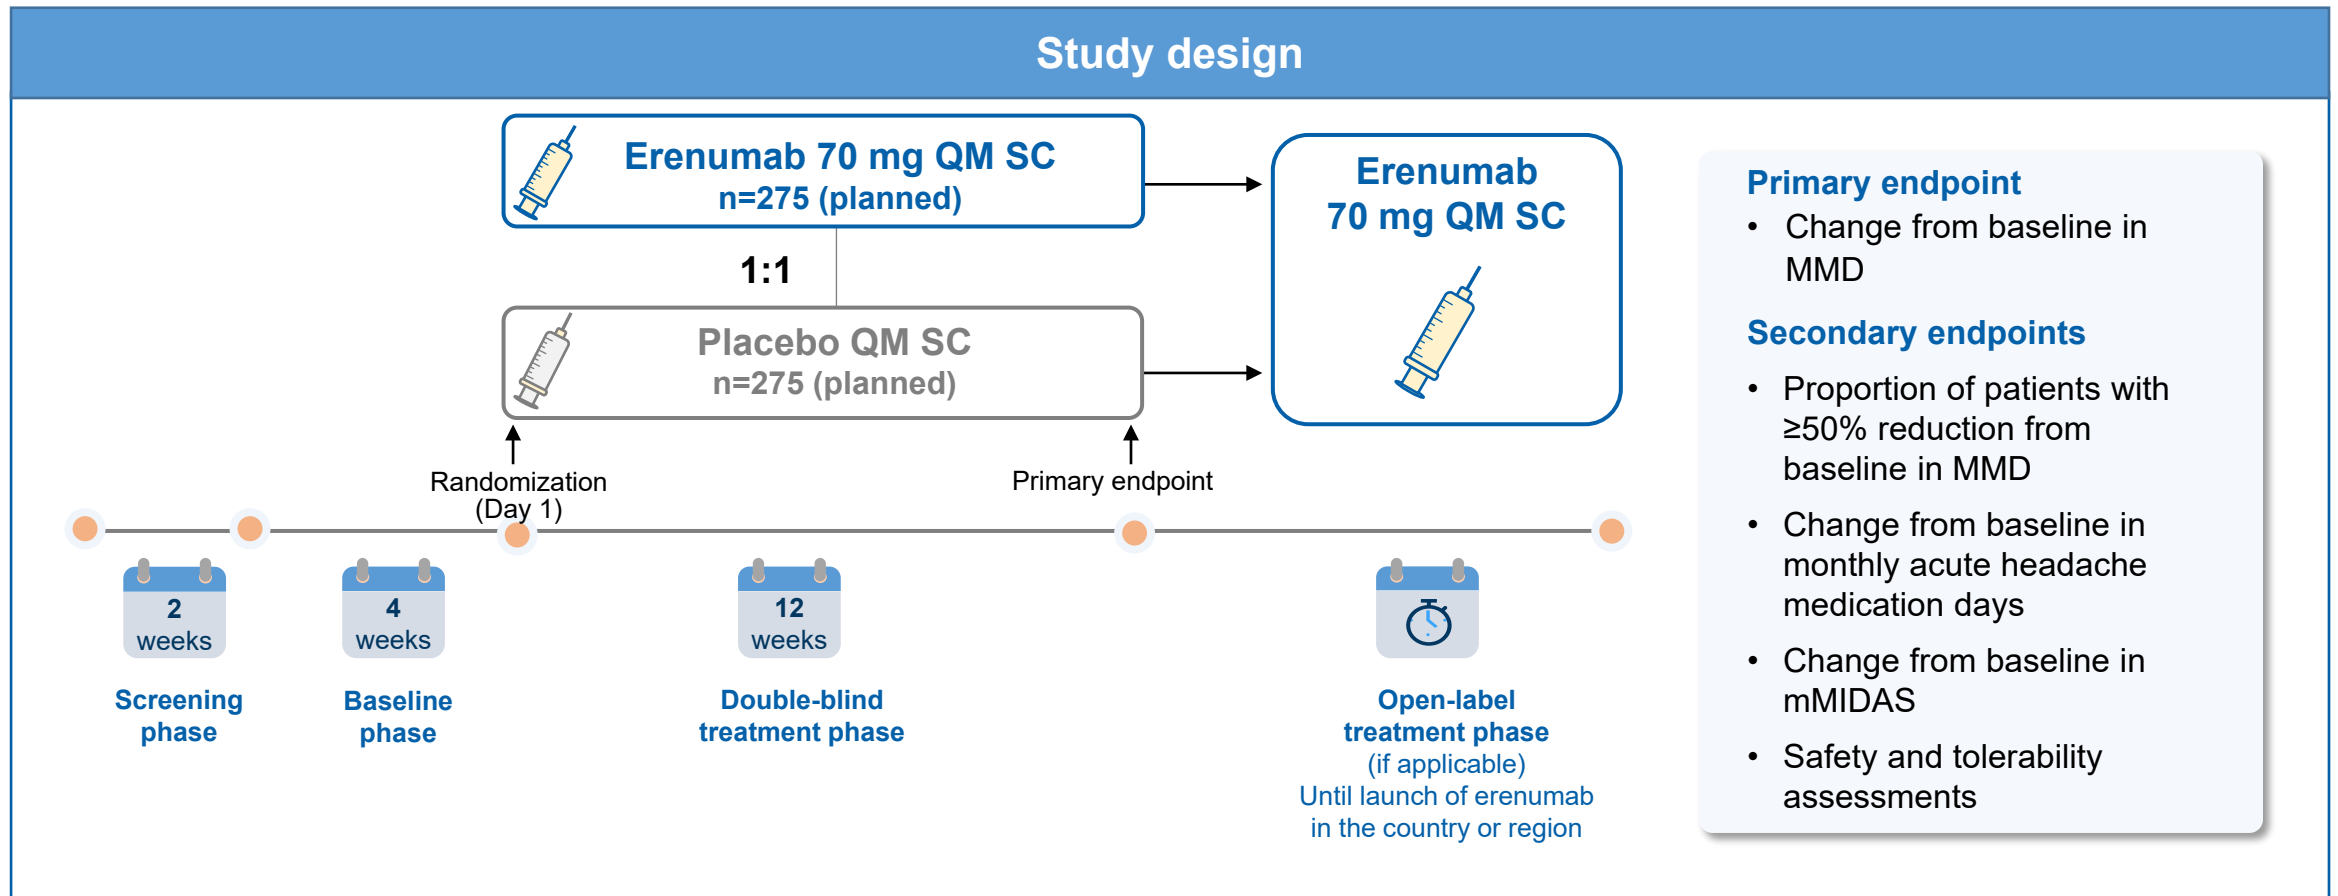 Study design
Erenumab 70 mg QM SC
n=275 (planned)
1:1
Placebo QM SC
n=275 (planned)
Erenumab
70 mg QM SC
Randomization
(Day 1)
Primary endpoint
2
weeks
Screening
phase
4
weeks
Baseline
phase
12
weeks
Double-blind
treatment phase
Open-label
treatment phase
(if applicable)
Until launch of erenumab
in the country or region
Primary endpoint
• Change from baseline in
MMD
Secondary endpoints
• Proportion of patients with
≥50% reduction from
baseline in MMD
• Change from baseline in
monthly acute headache
medication days
• Change from baseline in
mMIDAS
• Safety and tolerability
assessments